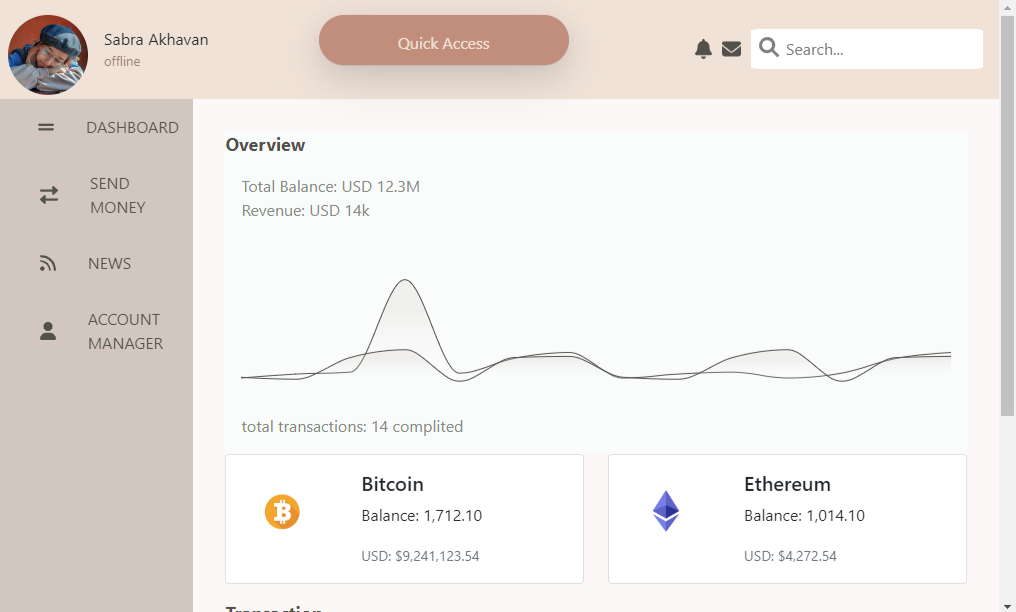 Sabra Akhavan
offline
Quick Access
Search...
DASHBOARD
SEND
MONEY
NEWS
ACCOUNT
MANAGER
Overview
Total Balance: USD 12.3M
Revenue: USD 14k
total transactions: 14 complited
Bitcoin
Balance: 1,712.10
USD: $9,241,123.54
Ethereum
Balance: 1,014.10
USD: $4,272.54
Transaction